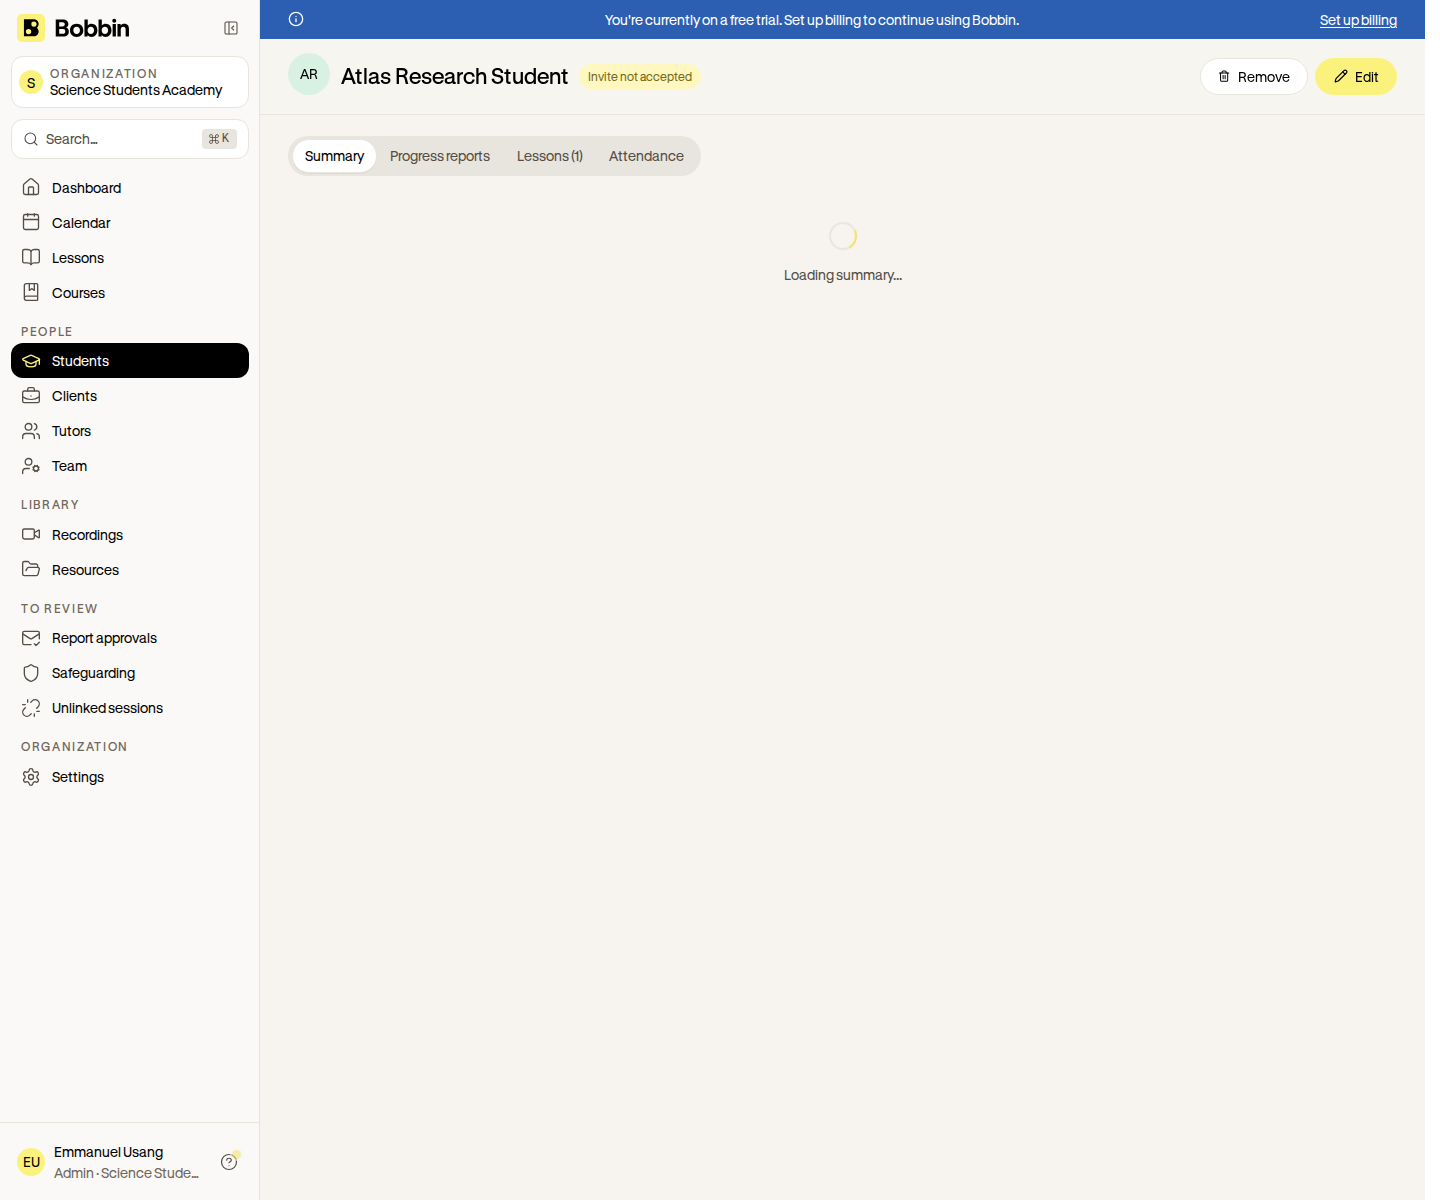 Bobbin
ORGANIZATION
S
Science Students Academy
Search...
⌘ K
Dashboard
Calendar
Lessons
Courses
PEOPLE
Students
Clients
Tutors
Team
LIBRARY
Recordings
Resources
TO REVIEW
Report approvals
Safeguarding
Unlinked sessions
ORGANIZATION
Settings
EU
Emmanuel Usang
Admin · Science Stude...
You're currently on a free trial. Set up billing to continue using Bobbin.
Set up billing
AR
Atlas Research Student
Invite not accepted
Remove
Edit
Summary
Progress reports
Lessons (1)
Attendance
Loading summary...